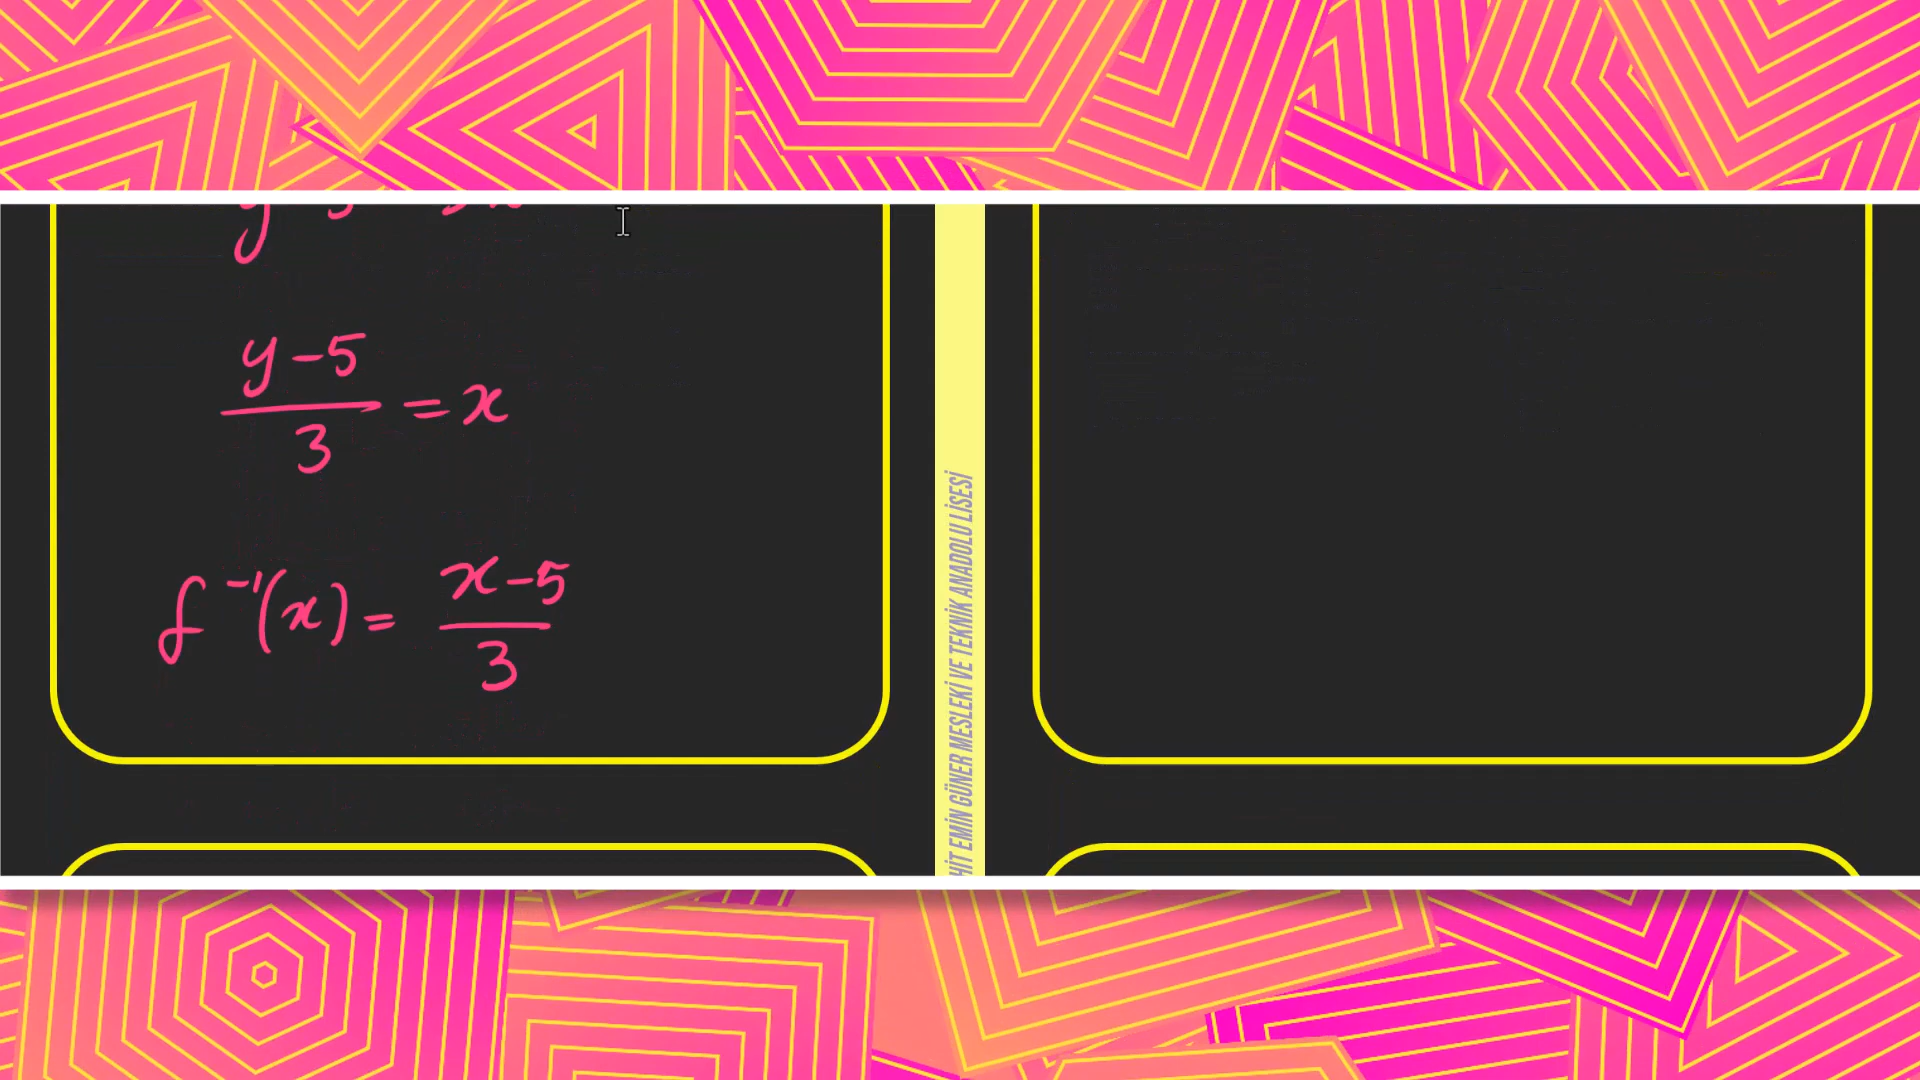 y-5
/3 = x
f⁻¹(x) = x-5
/3
HİT EMİN GÜNER MESLEKİ VE TEKNİK ANADOLU LİSESİ